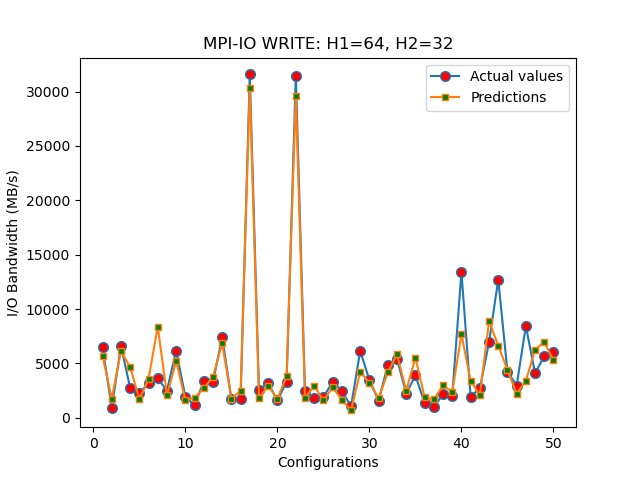 MPI-IO WRITE: H1=64, H2=32
Actual values
Predictions
I/O Bandwidth (MB/s)
30000
25000
20000
15000
10000
5000
0
0 10 20 30 40 50
Configurations